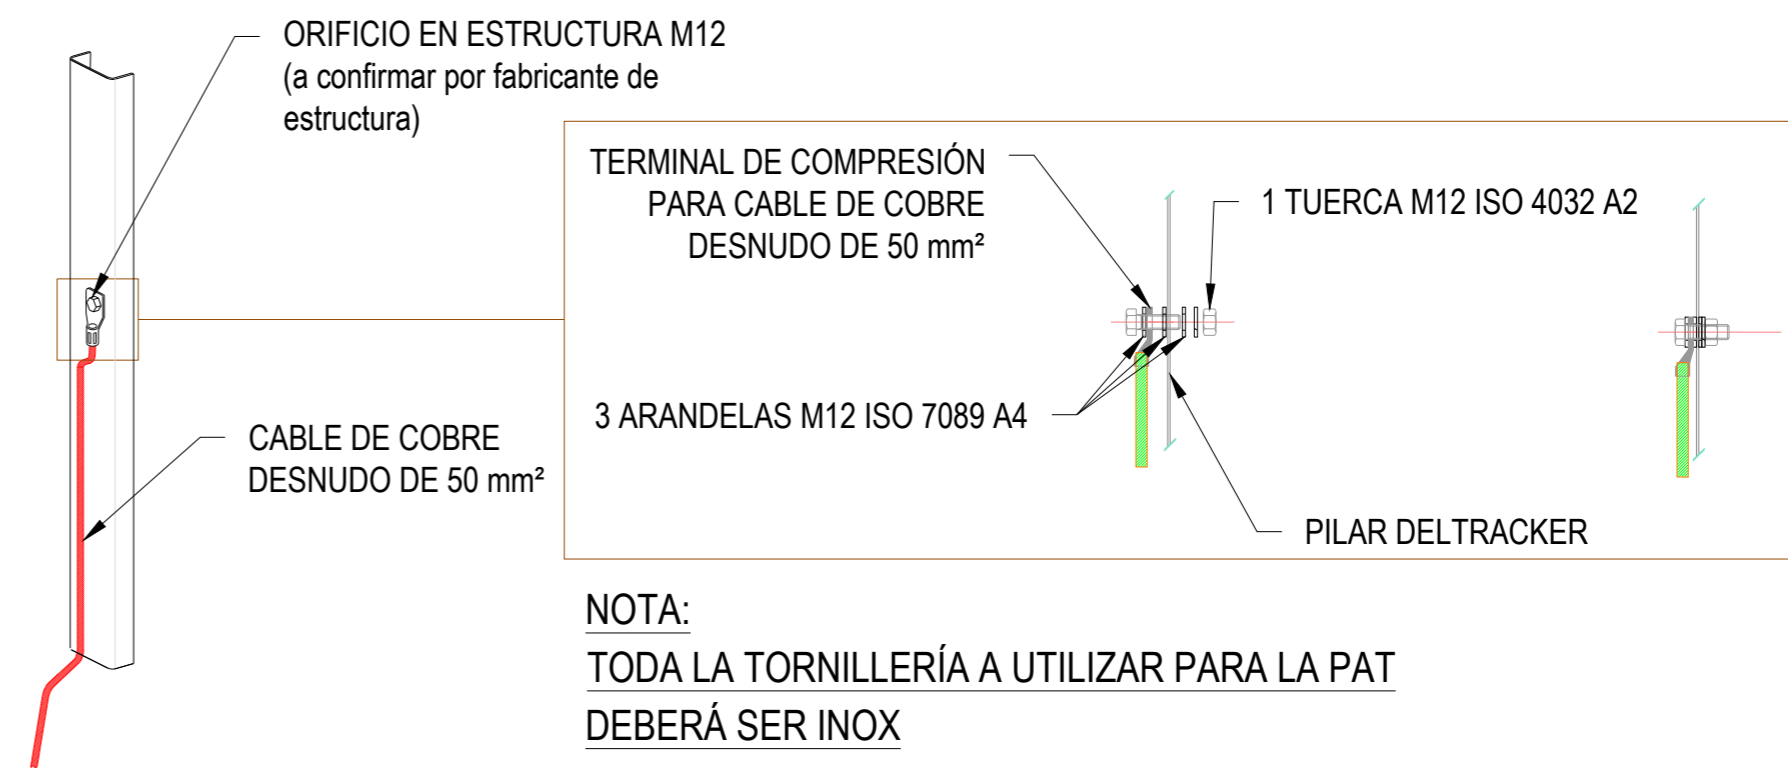 ORIFICIO EN ESTRUCTURA M12
(a confirmar por fabricante de
estructura)
TERMINAL DE COMPRESIÓN
PARA CABLE DE COBRE
DESNUDO DE 50 mm²
1 TUERCA M12 ISO 4032 A2
3 ARANDELAS M12 ISO 7089 A4
CABLE DE COBRE
DESNUDO DE 50 mm²
PILAR DELTRACKER
NOTA:
TODA LA TORNILLERÍA A UTILIZAR PARA LA PAT
DEBERÁ SER INOX